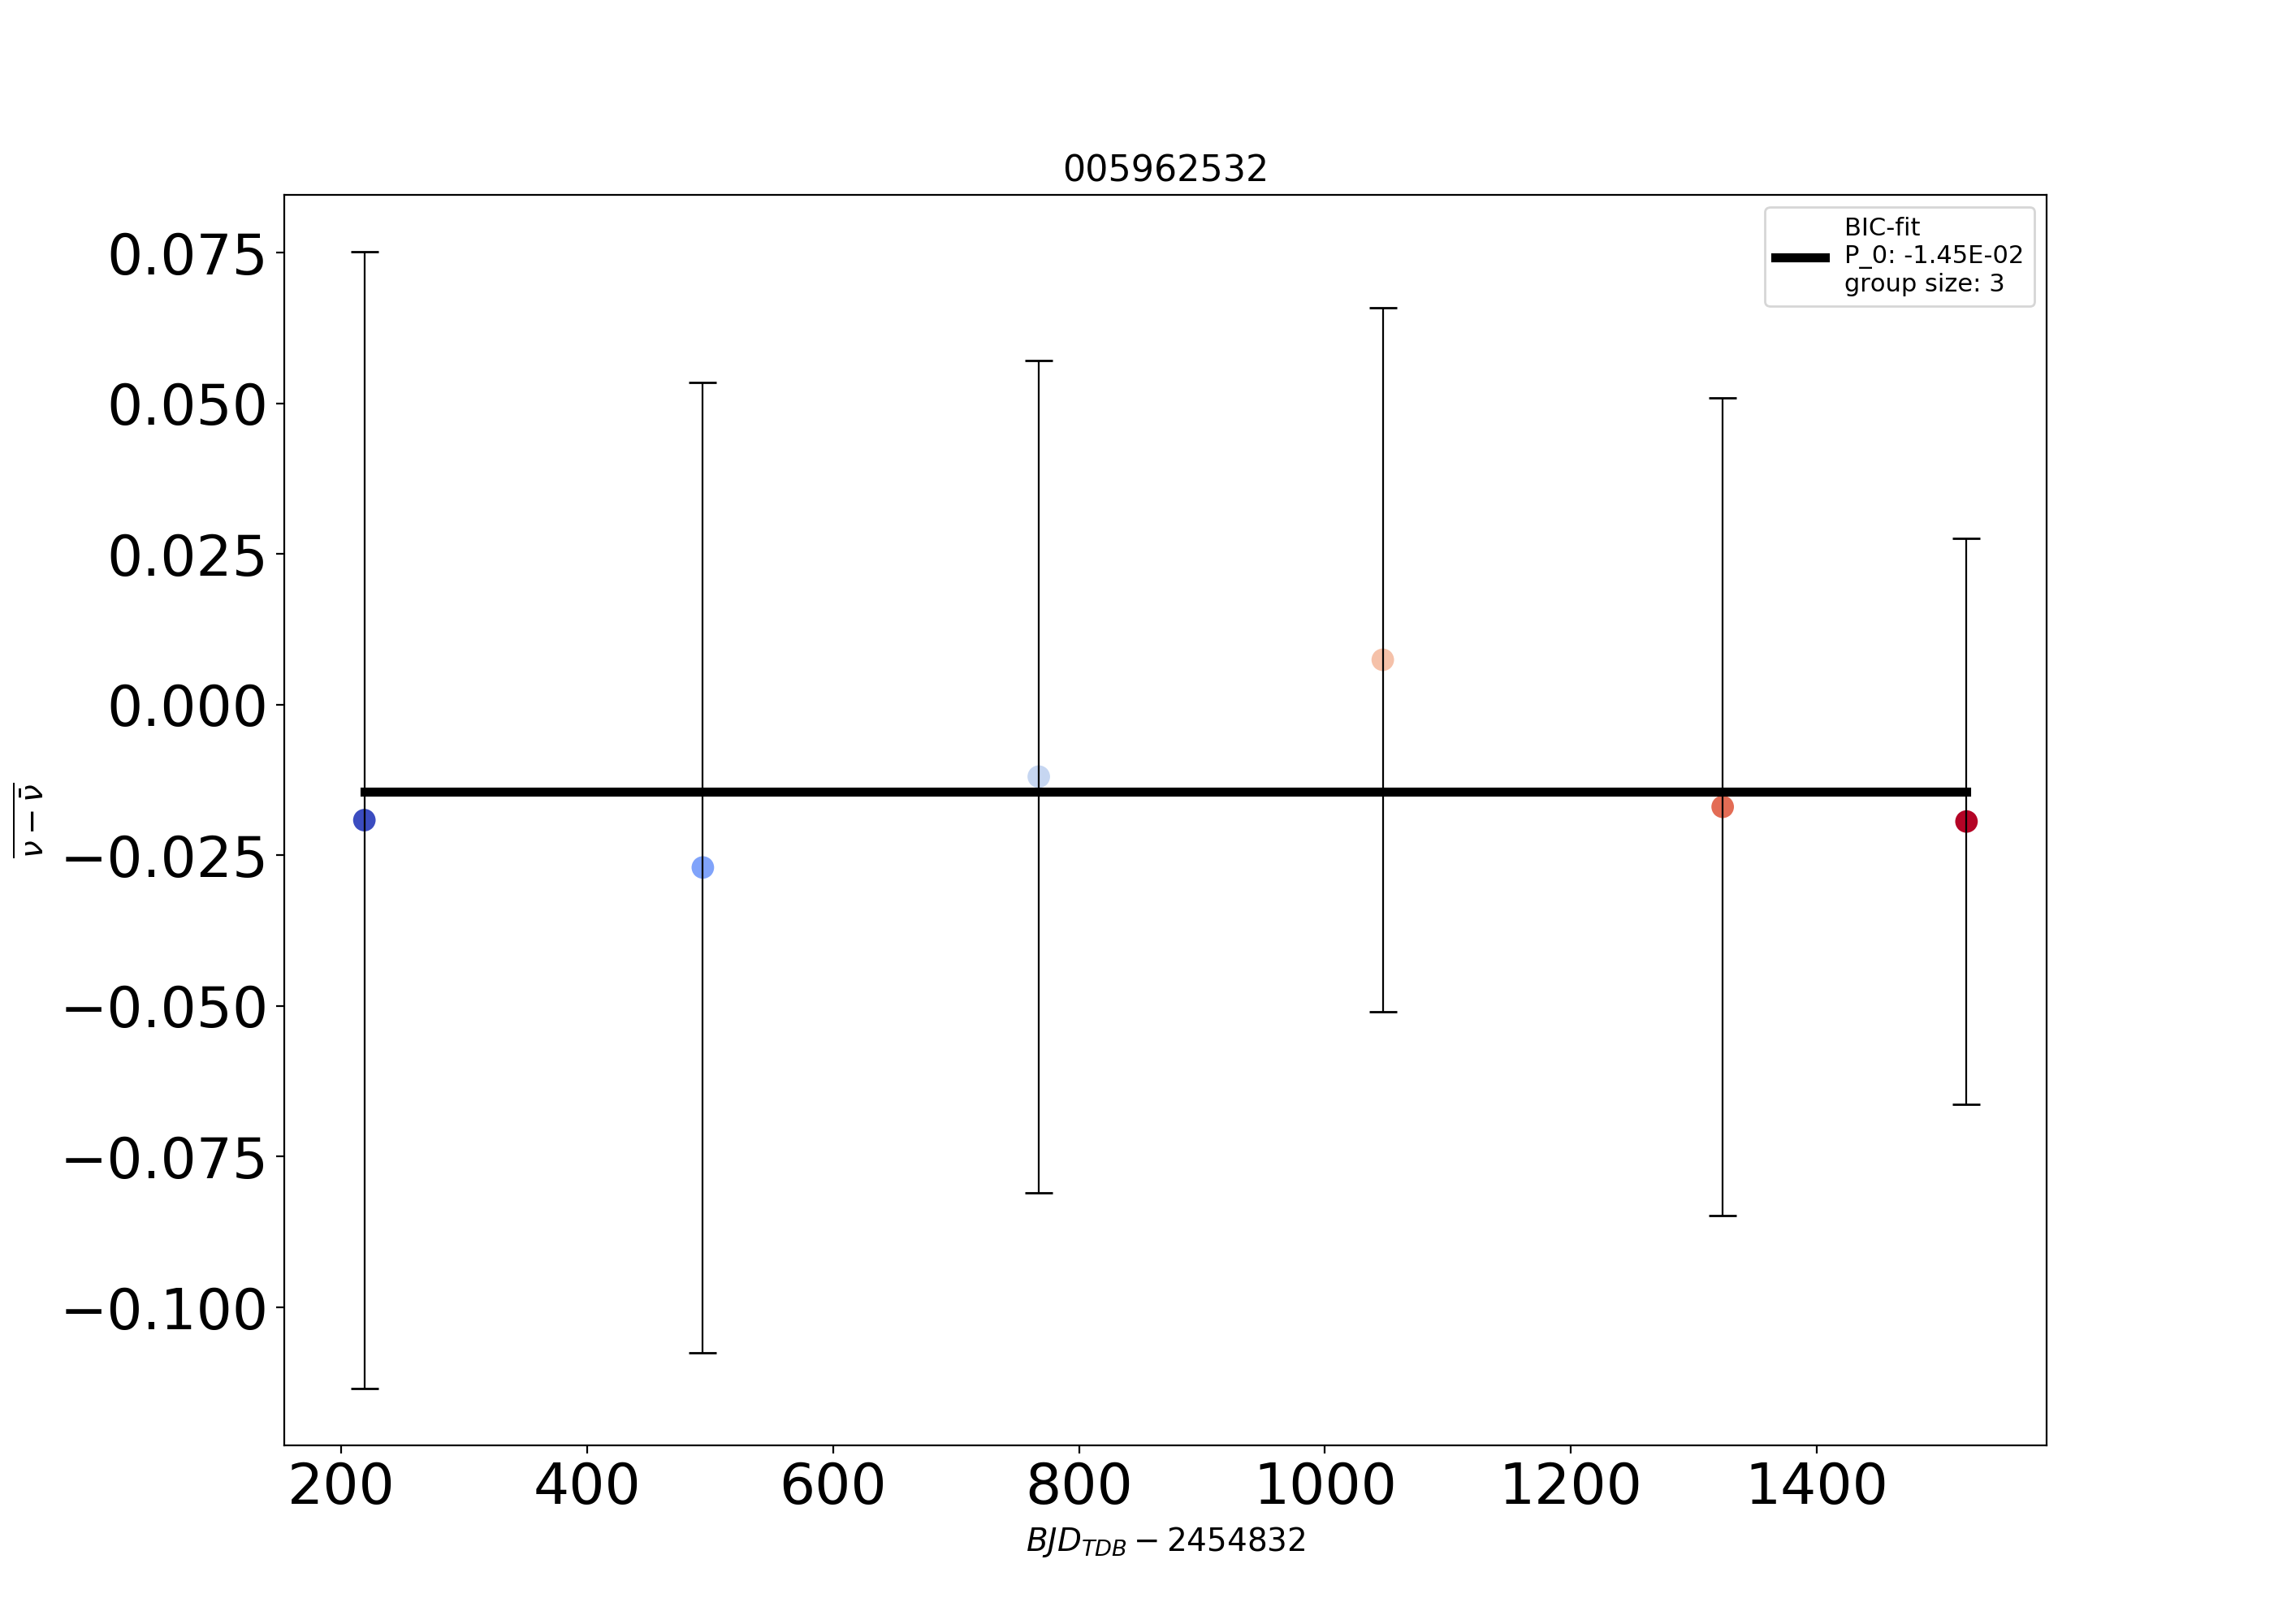 005962532
BIC-fit
P_0: -1.45E-02
group size: 3
0.075
0.050
0.025
0.000
−0.025
−0.050
−0.075
−0.100
ν − ν̄
200 400 600 800 1000 1200 1400
BJD_TDB − 2454832